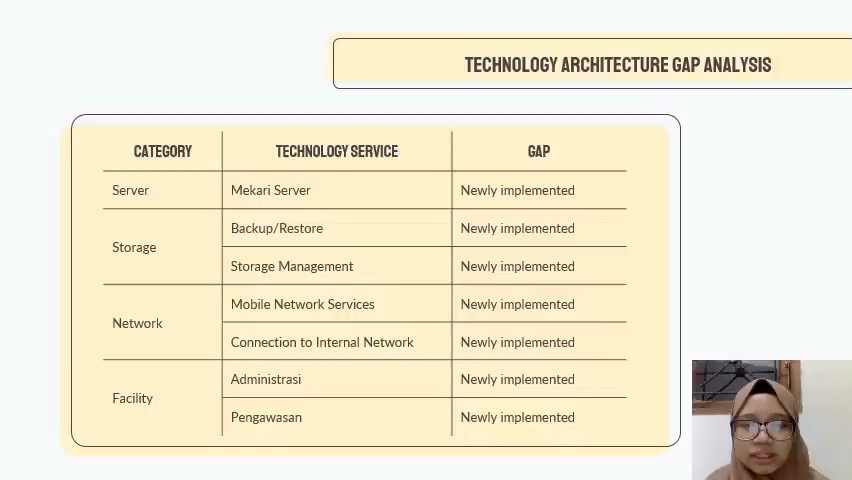 TECHNOLOGY ARCHITECTURE GAP ANALYSIS
CATEGORY TECHNOLOGY SERVICE GAP
Server Mekari Server Newly implemented
Storage Backup/Restore Newly implemented
Storage Management Newly implemented
Network Mobile Network Services Newly implemented
Connection to Internal Network Newly implemented
Facility Administrasi Newly implemented
Pengawasan Newly implemented